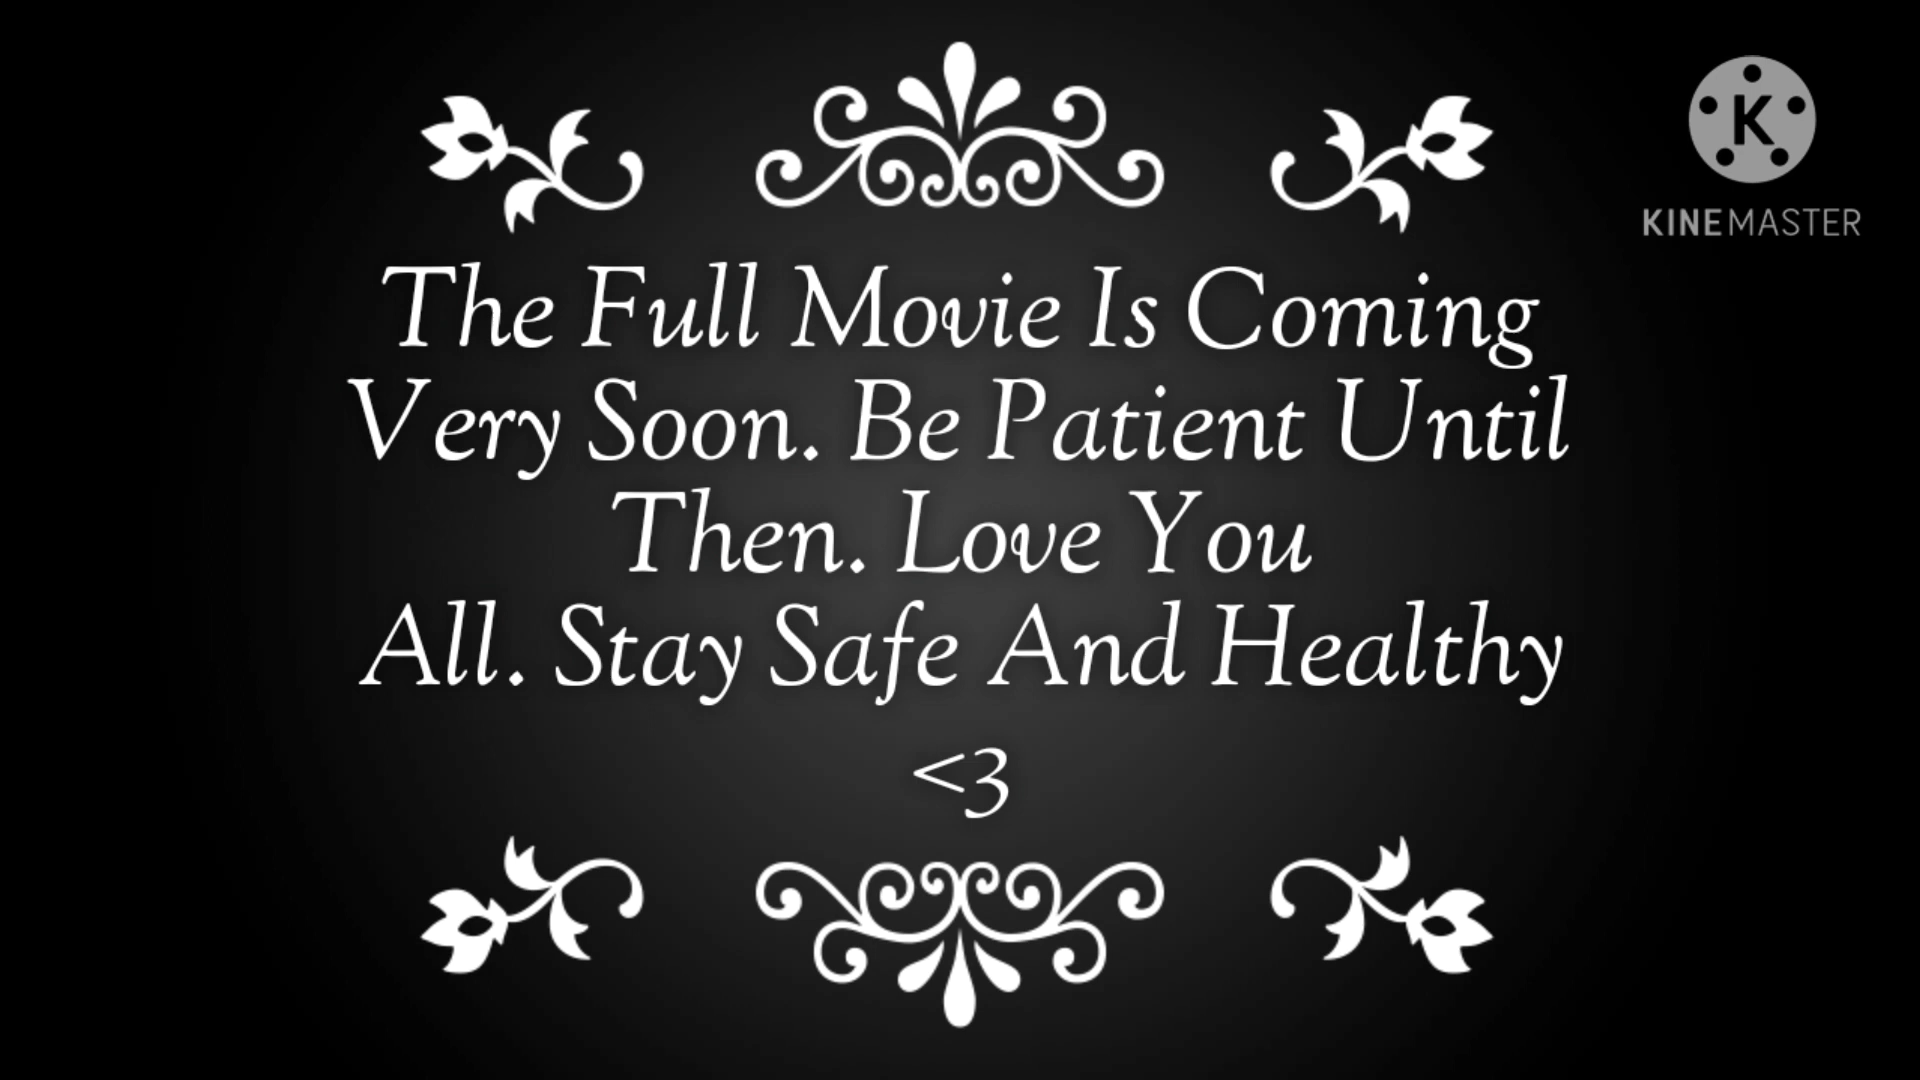 K
KINEMASTER
The Full Movie Is Coming
Very Soon. Be Patient Until
Then. Love You
All. Stay Safe And Healthy
<3